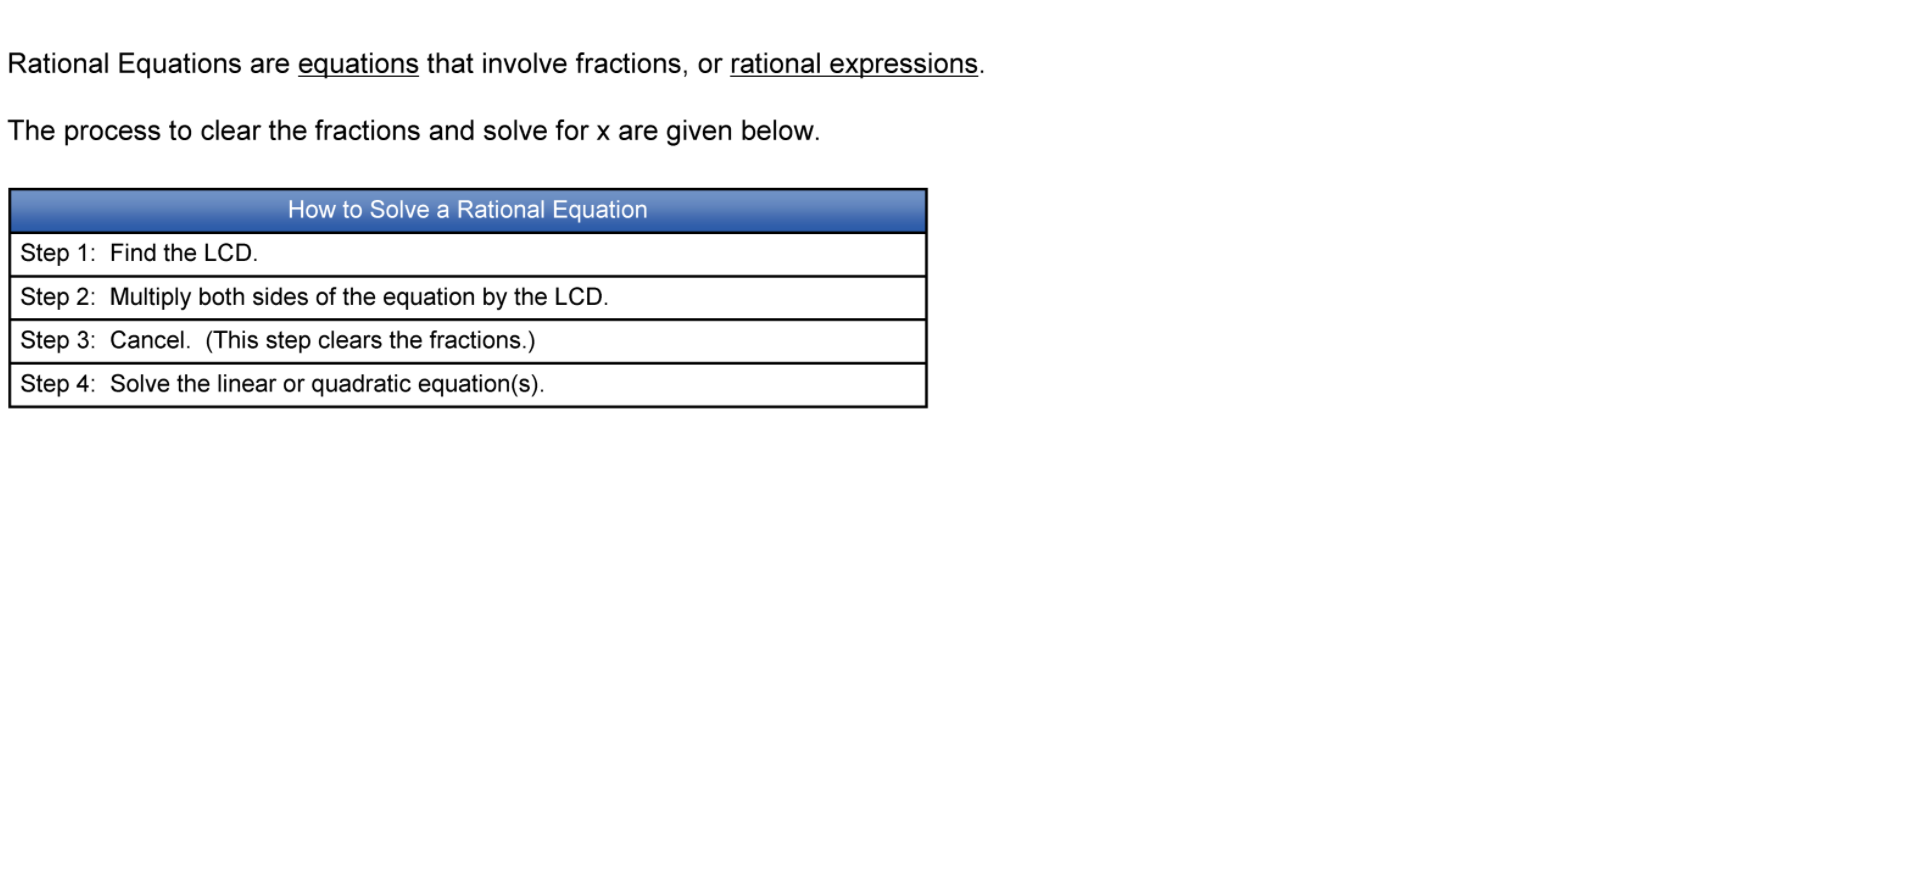 Rational Equations are equations that involve fractions, or rational expressions.
The process to clear the fractions and solve for x are given below.
How to Solve a Rational Equation
Step 1:  Find the LCD.
Step 2:  Multiply both sides of the equation by the LCD.
Step 3:  Cancel.  (This step clears the fractions.)
Step 4:  Solve the linear or quadratic equation(s).